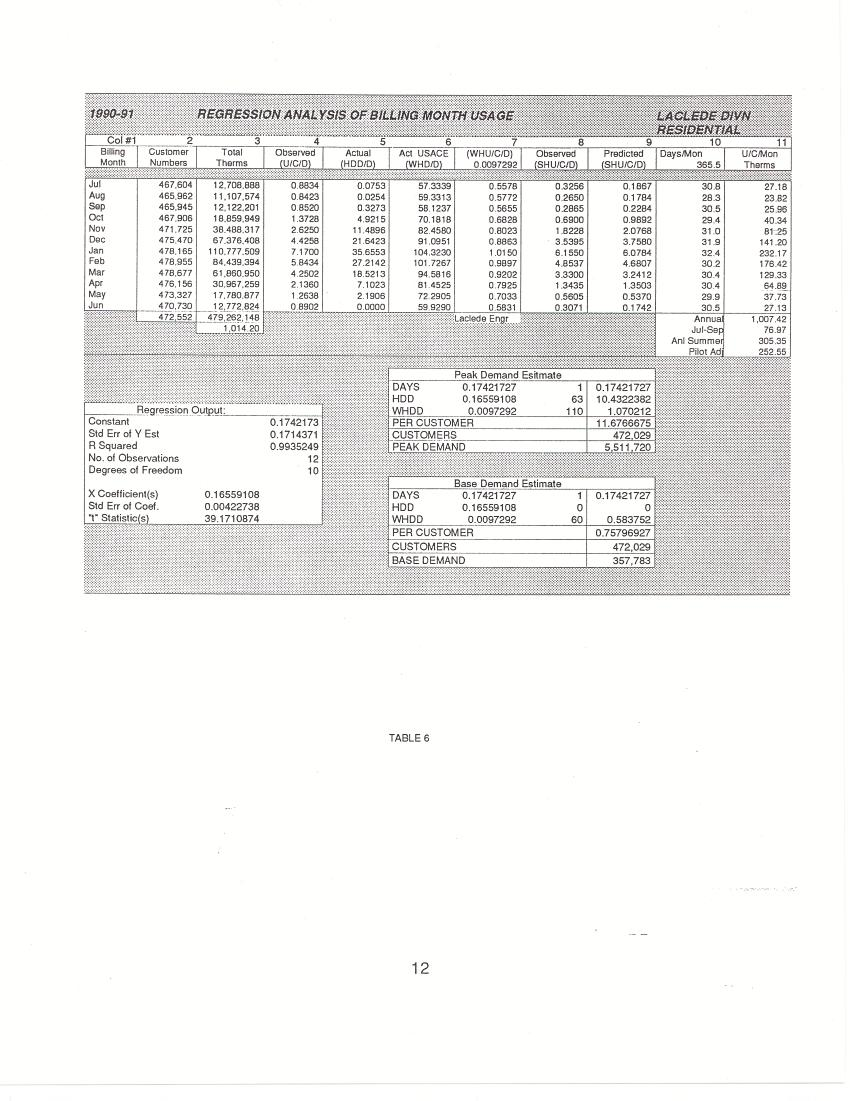 1990-91 REGRESSION ANALYSIS OF BILLING MONTH USAGE LACLEDE DIVN
RESIDENTIAL
Col #1 2 3 4 5 6 7 8 9 10 11
Billing Customer Total Observed Actual Act USACE (WHU/C/D) Observed Predicted Days/Mon U/C/Mon
Month Numbers Therms (U/C/D) (HDD/D) (WHD/D) 0.0097292 (SHU/C/D) (SHU/C/D) 365.5 Therms
Jul 467,604 12,708,888 0.8834 0.0753 57.3339 0.5578 0.3256 0.1867 30.8 27.18
Aug 465,962 11,107,574 0.8423 0.0254 59.3313 0.5772 0.2650 0.1784 28.3 23.82
Sep 465,945 12,122,201 0.8520 0.3273 58.1237 0.5655 0.2865 0.2284 30.5 25.96
Oct 467,906 18,859,949 1.3728 4.9215 70.1818 0.6828 0.6900 0.9892 29.4 40.34
Nov 471,725 38,488,317 2.6250 11.4896 82.4580 0.8023 1.8228 2.0768 31.0 81.25
Dec 475,470 67,376,408 4.4258 21.6423 91.0951 0.8863 3.5395 3.7580 31.9 141.20
Jan 478,165 110,777,509 7.1700 35.6553 104.3230 1.0150 6.1550 6.0784 32.4 232.17
Feb 478,955 84,439,394 5.8434 27.2142 101.7267 0.9897 4.8537 4.6807 30.2 176.42
Mar 478,677 61,860,950 4.2502 18.5213 94.5816 0.9202 3.3300 3.2412 30.4 129.33
Apr 476,156 30,967,259 2.1360 7.1023 81.4525 0.7925 1.3435 1.3503 30.4 64.89
May 473,327 17,780,877 1.2638 2.1906 72.2905 0.7033 0.5605 0.5370 29.9 37.73
Jun 470,730 12,772,824 0.8902 0.0000 59.9290 0.5831 0.3071 0.1742 30.5 27.13
472,552 479,262,148 Laclede Engr Annual 1,007.42
1,014.20 Jul-Sep 76.97
Anl Summer 305.35
Pilot Adj 252.55
Peak Demand Esitmate
DAYS 0.17421727 1 0.17421727
HDD 0.16559108 63 10.4322382
WHDD 0.0097292 110 1.070212
PER CUSTOMER 11.6766675
CUSTOMERS 472,029
PEAK DEMAND 5,511,720
Regression Output:
Constant 0.1742173
Std Err of Y Est 0.1714371
R Squared 0.9935249
No. of Observations 12
Degrees of Freedom 10
X Coefficient(s) 0.16559108
Std Err of Coef. 0.00422738
"t" Statistic(s) 39.1710874
Base Demand Estimate
DAYS 0.17421727 1 0.17421727
HDD 0.16559108 0 0
WHDD 0.0097292 60 0.583752
PER CUSTOMER 0.75796927
CUSTOMERS 472,029
BASE DEMAND 357,783
TABLE 6
12